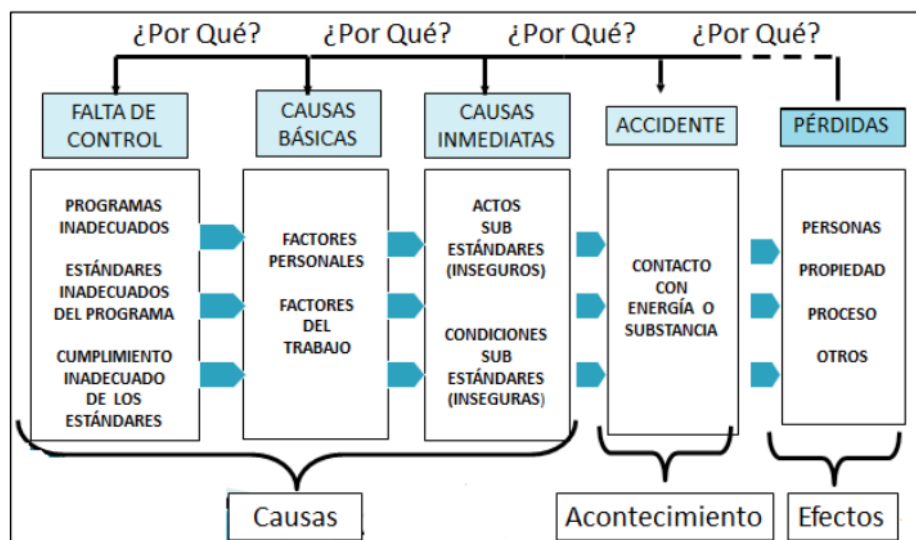 ¿Por Qué? ¿Por Qué? ¿Por Qué? ¿Por Qué?
FALTA DE
CONTROL
CAUSAS
BÁSICAS
CAUSAS
INMEDIATAS
ACCIDENTE
PÉRDIDAS
PROGRAMAS
INADECUADOS
ESTÁNDARES
INADECUADOS
DEL PROGRAMA
CUMPLIMIENTO
INADECUADO
DE LOS
ESTÁNDARES
FACTORES
PERSONALES
FACTORES
DEL
TRABAJO
ACTOS
SUB
ESTÁNDARES
(INSEGUROS)
CONDICIONES
SUB
ESTÁNDARES
(INSEGURAS)
CONTACTO
CON
ENERGÍA O
SUBSTANCIA
PERSONAS
PROPIEDAD
PROCESO
OTROS
Causas
Acontecimiento
Efectos